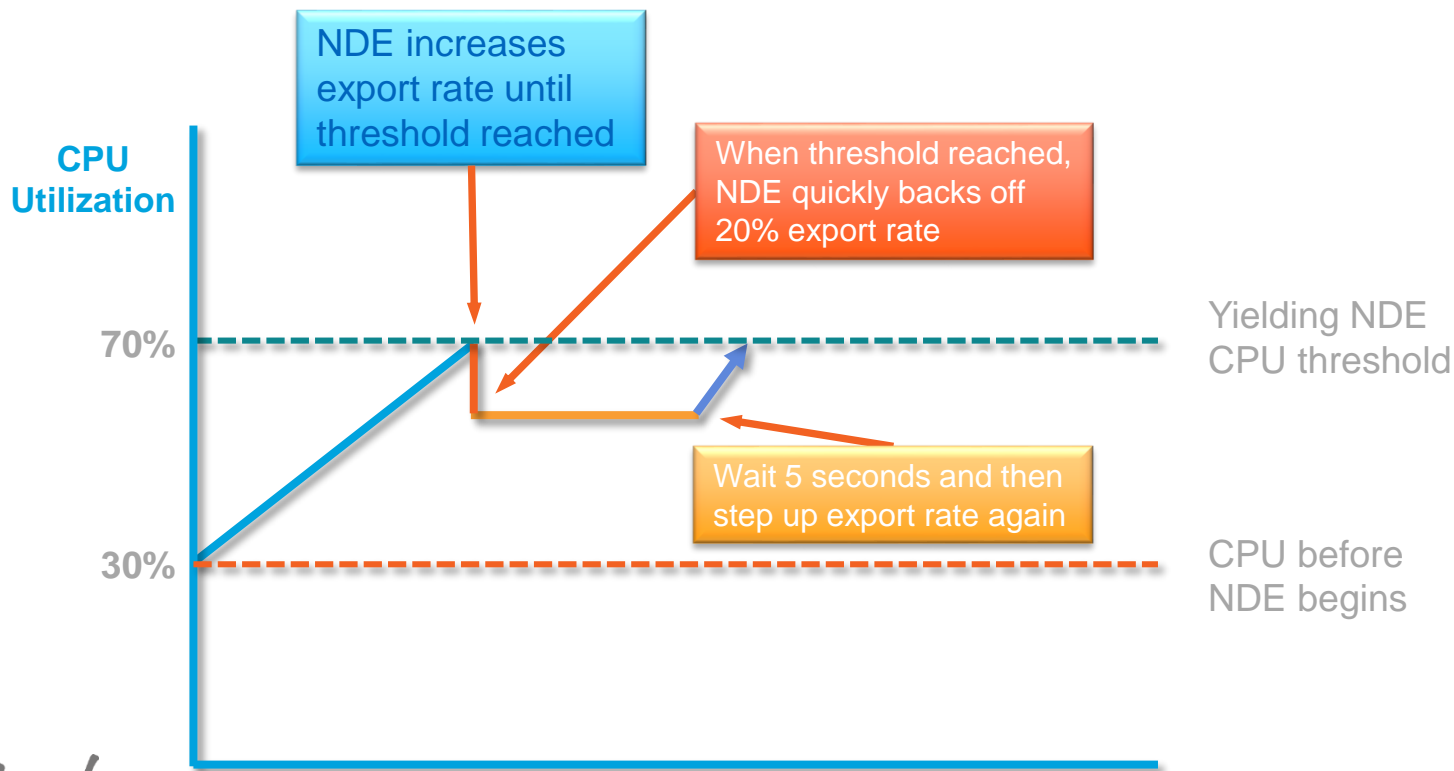 NDE increases
export rate until
threshold reached
CPU
Utilization
When threshold reached,
NDE quickly backs off
20% export rate
70%
Yielding NDE
CPU threshold
Wait 5 seconds and then
step up export rate again
30%
CPU before
NDE begins